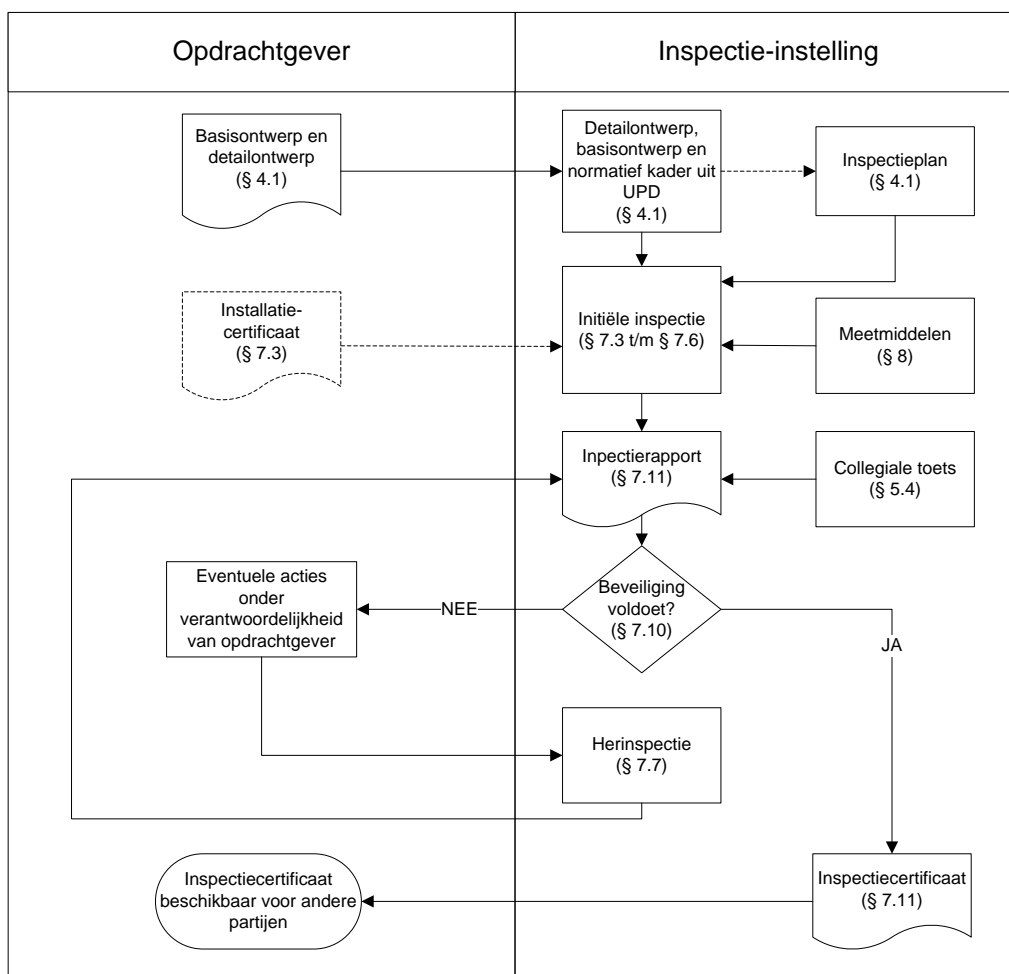 Opdrachtgever
Inspectie-instelling
Basisontwerp en
detailontwerp
(§ 4.1)
Detailontwerp,
basisontwerp en
normatief kader uit
UPD
(§ 4.1)
Inspectieplan
(§ 4.1)
Installatie-
certificaat
(§ 7.3)
Initiële inspectie
(§ 7.3 t/m § 7.6)
Meetmiddelen
(§ 8)
Inpectierapport
(§ 7.11)
Collegiale toets
(§ 5.4)
Eventuele acties
onder
verantwoordelijkheid
van opdrachtgever
NEE
Beveiliging
voldoet?
(§ 7.10)
JA
Herinspectie
(§ 7.7)
Inspectiecertificaat
beschikbaar voor andere
partijen
Inspectiecertificaat
(§ 7.11)